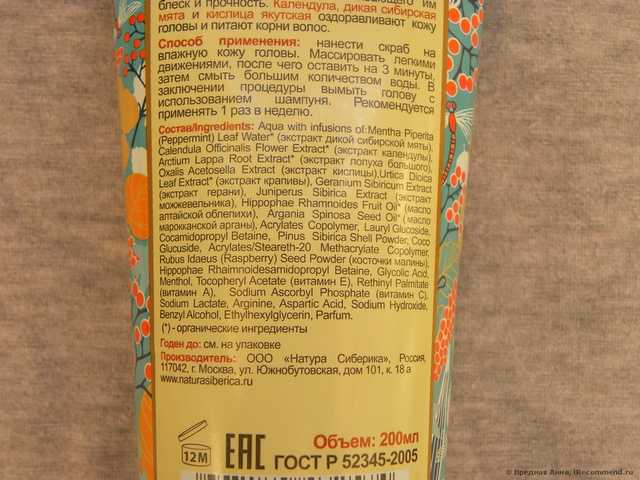 блеск и прочность.
Календула, дикая сибирская
мята и кислица якутская оздоравливают кожу
головы и питают корни волос.
Способ применения: нанести скраб на
влажную кожу головы. Массировать легкими
движениями, после чего оставить на 3 минуты,
затем смыть большим количеством воды. В
заключении процедуры вымыть голову с
использованием шампуня. Рекомендуется
применять 1 раз в неделю.
Состав/Ingredients: Aqua with infusions of:Mentha Piperita
(Peppermint) Leaf Water* (экстракт дикой сибирской мяты),
Calendula Officinalis Flower Extract* (экстракт календулы),
Arctium Lappa Root Extract* (экстракт лопуха большого),
Oxalis Acetosella Extract (экстракт кислицы),Urtica Dioica
Leaf Extract* (экстракт крапивы), Geranium Sibiricum Extract
(экстракт герани), Juniperus Sibirica Extract (экстракт
можжевельника), Hippophae Rhamnoides Fruit Oil* (масло
алтайской облепихи), Argania Spinosa Seed Oil* (масло
марокканской аргании), Acrylates Copolymer, Lauryl Glucoside,
Cocamidopropyl Betaine, Pinus Sibirica Shell Powder, Coco
Glucuside, Acrylates/Steareth-20 Methacrylate Copolymer,
Rubus Idaeus (Raspberry) Seed Powder (косточки малины),
Hippophae Rhaimnoidesamidopropyl Betaine, Glycolic Acid,
Menthol, Tocopheryl Acetate (витамин Е), Rethinyl Palmitate
(витамин А), Sodium Ascorbyl Phosphate (витамин С),
Sodium Lactate, Arginine, Aspartic Acid, Sodium Hydroxide,
Benzyl Alcohol, Ethylhexylglycerin, Parfum.
(*) - органические ингредиенты
Годен до: см. на упаковке
Производитель: ООО «Натура Сиберика», Россия,
117042, г. Москва, ул. Южнобутовская, дом 101, к. 18 а
www.naturasiberica.ru
Объем: 200мл
12М ЕАС ГОСТ Р 52345-2005
© Вредная Анна, IRecommend.ru